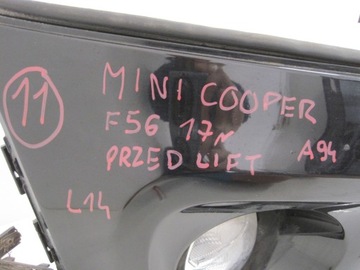 11
MINI COOPER
F56 17r
PRZED LIFT A94
L14